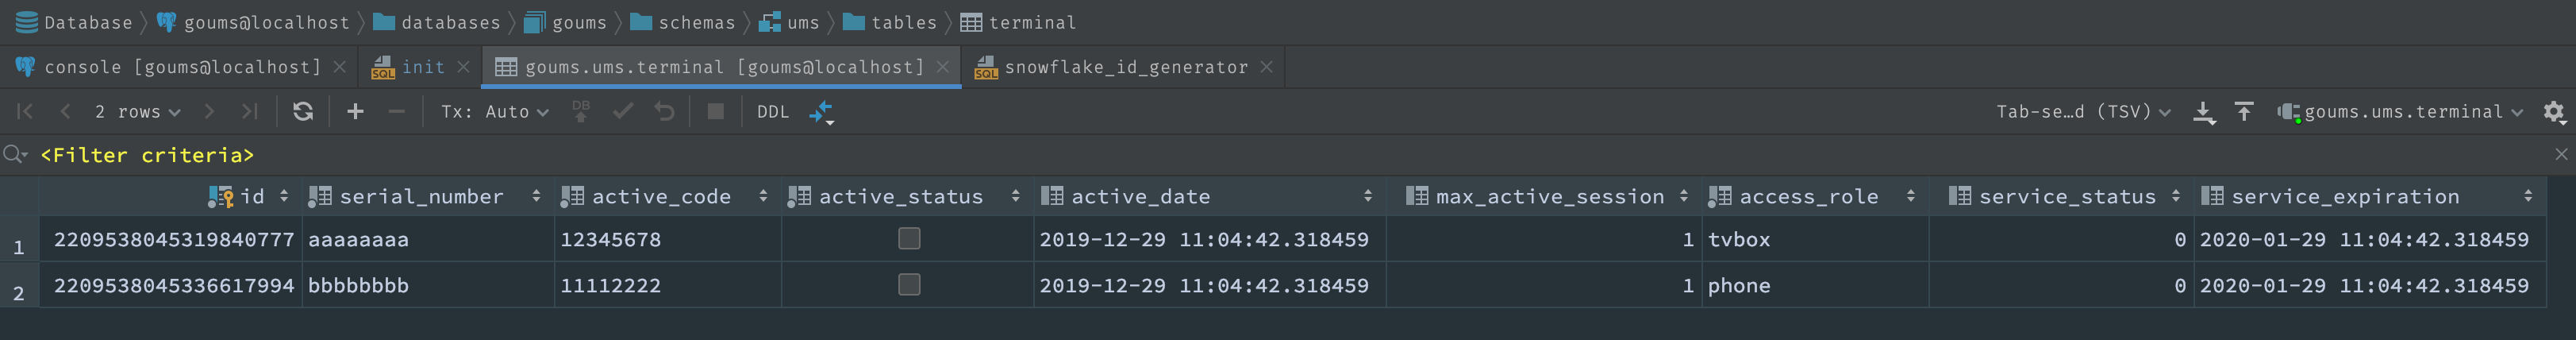 Database goums@localhost databases goums schemas ums tables terminal
console [goums@localhost] init goums.ums.terminal [goums@localhost] snowflake_id_generator
2 rows Tx: Auto DB DDL Tab-se…d (TSV) goums.ums.terminal
<Filter criteria>
id serial_number active_code active_status active_date max_active_session access_role service_status service_expiration
1 2209538045319840777 aaaaaaaa 12345678 2019-12-29 11:04:42.318459 1 tvbox 0 2020-01-29 11:04:42.318459
2 2209538045336617994 bbbbbbbb 11112222 2019-12-29 11:04:42.318459 1 phone 0 2020-01-29 11:04:42.318459